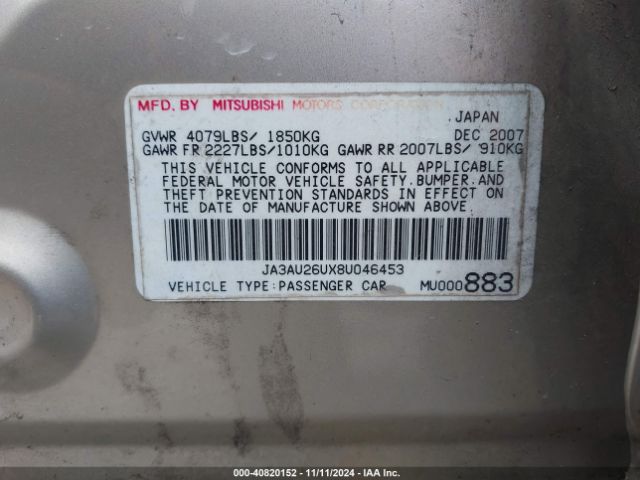 MFD. BY MITSUBISHI MOTORS CORPORATION
JAPAN
GVWR 4079LBS/ 1850KG DEC 2007
GAWR FR 2227LBS/1010KG GAWR RR 2007LBS/ 910KG
THIS VEHICLE CONFORMS TO ALL APPLICABLE
FEDERAL MOTOR VEHICLE SAFETY, BUMPER, AND
THEFT PREVENTION STANDARDS IN EFFECT ON
THE DATE OF MANUFACTURE SHOWN ABOVE.
JA3AU26UX8U046453
VEHICLE TYPE:PASSENGER CAR MU000883
000-40820152 - 11/11/2024 - IAA Inc.